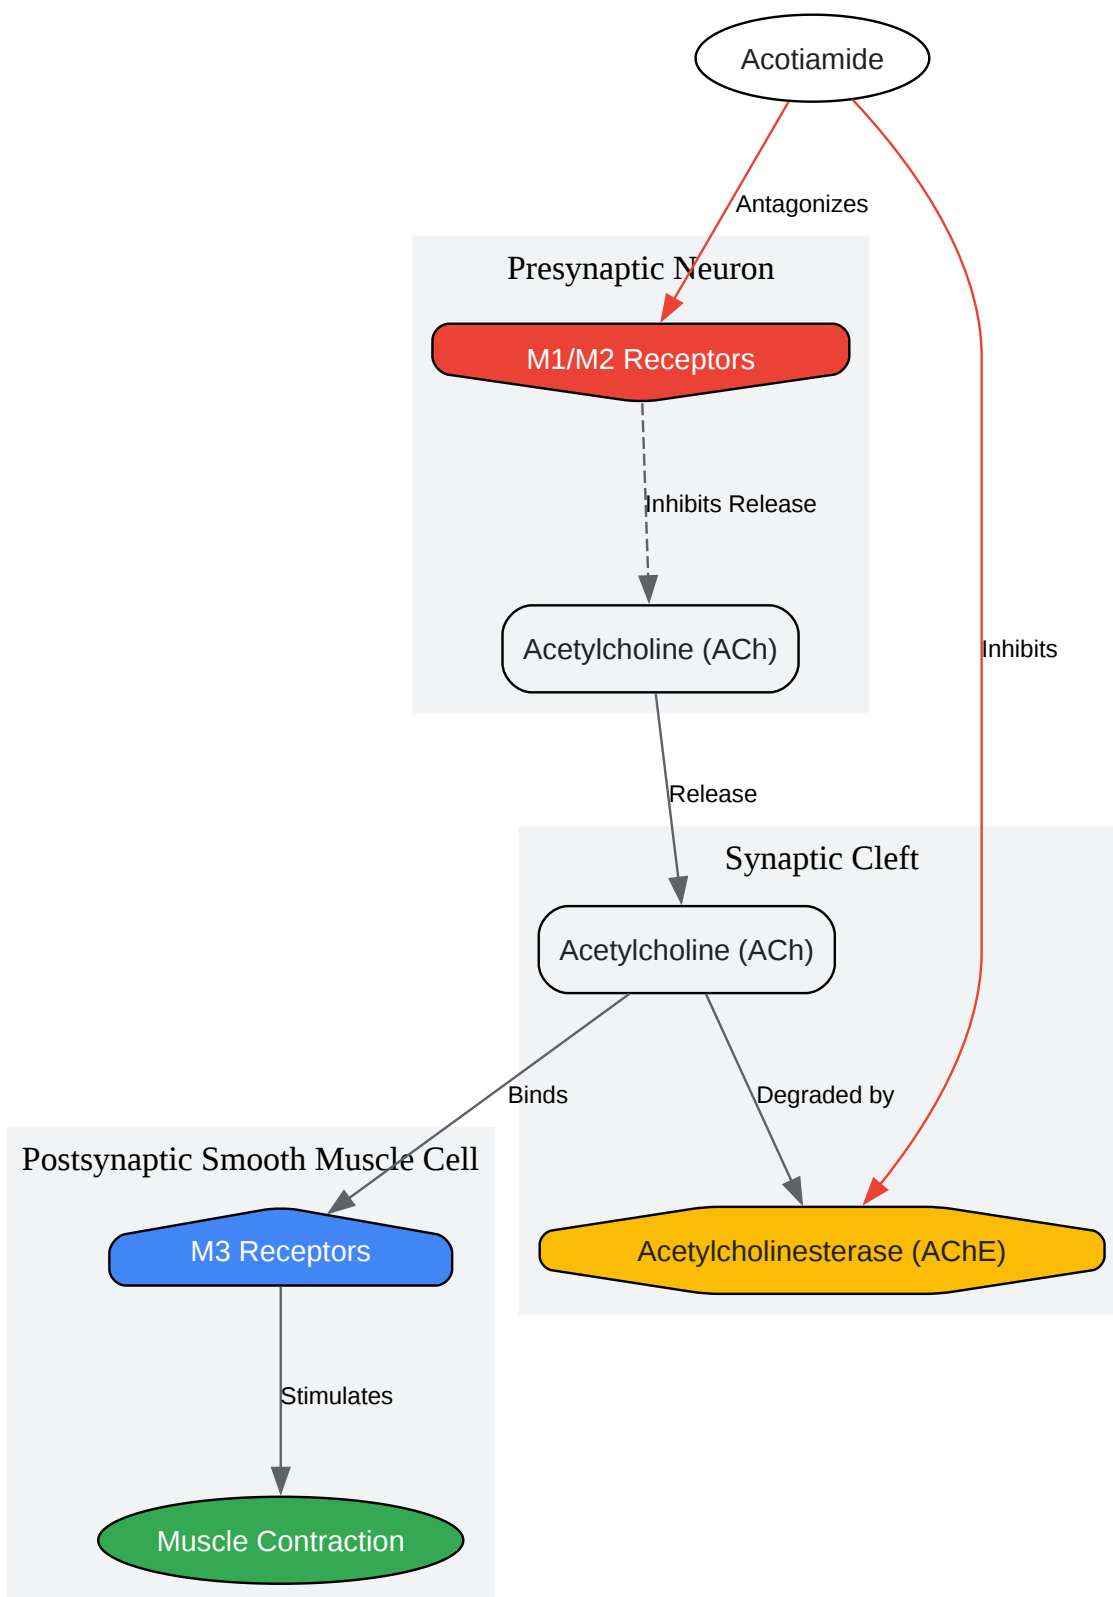 Acotiamide
Antagonizes
Presynaptic Neuron
M1/M2 Receptors
Inhibits Release
Acetylcholine (ACh)
Inhibits
Release
Synaptic Cleft
Acetylcholine (ACh)
Binds
Degraded by
Postsynaptic Smooth Muscle Cell
M3 Receptors
Acetylcholinesterase (AChE)
Stimulates
Muscle Contraction